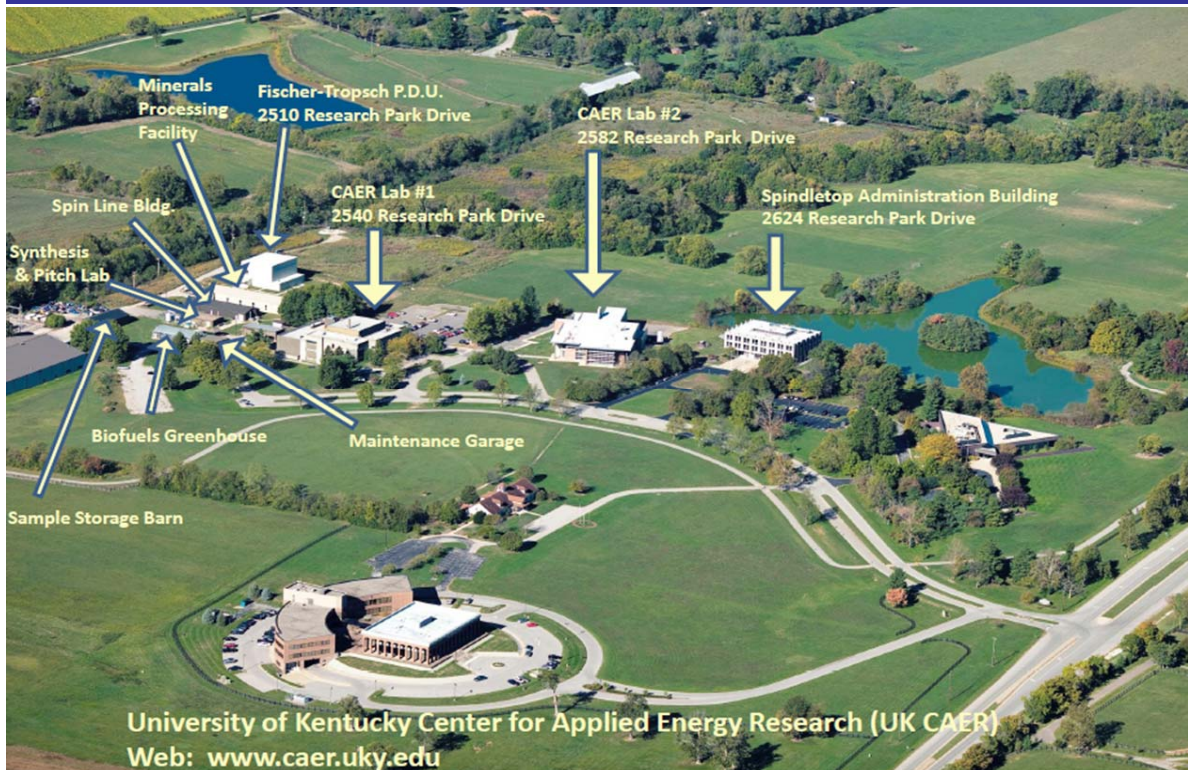 Minerals
Processing
Facility
Fischer-Tropsch P.D.U.
2510 Research Park Drive
CAER Lab #2
2582 Research Park  Drive
CAER Lab #1
2540 Research Park Drive
Spindletop Administration Building
2624 Research Park Drive
Spin Line Bldg.
Synthesis
& Pitch Lab
Biofuels Greenhouse
Maintenance Garage
Sample Storage Barn
University of Kentucky Center for Applied Energy Research (UK CAER)
Web:  www.caer.uky.edu